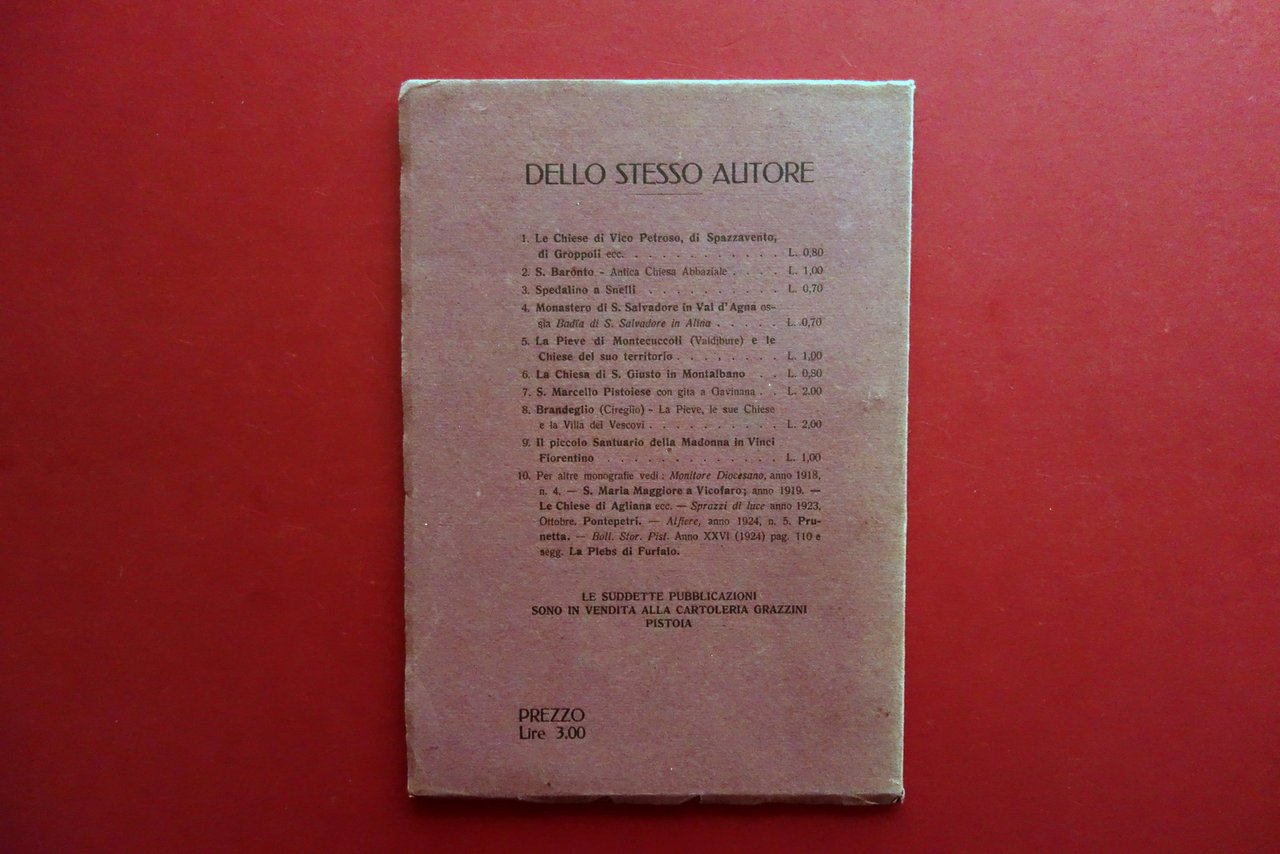 DELLO STESSO AUTORE
1. Le Chiese di Vico Petroso, di Spazzavento,
di Groppoli ecc. . . . . . . . . . . . L. 0,80
2. S. Barónto - Antica Chiesa Abbaziale . . . . L. 1,00
3. Spedalino a Snelli . . . . . . . . . . L. 0,70
4. Monastero di S. Salvadore in Val d'Agna os-
sia Badia di S. Salvadore in Alina . . . . . L. 0,70
5. La Pieve di Montecuccoli (Valdibure) e le
Chiese del suo territorio . . . . . . . . L. 1,00
6. La Chiesa di S. Giusto in Montalbano . . L. 0,80
7. S. Marcello Pistoiese con gita a Gavinana . . L. 2.00
8. Brandeglio (Cireglio) - La Pieve, le sue Chiese
e la Villa dei Vescovi . . . . . . . . . . L. 2,00
9. Il piccolo Santuario della Madonna in Vinci
Fiorentino . . . . . . . . . . . . . L. 1,00
10. Per altre monografie vedi : Monitore Diocesano, anno 1918,
n. 4. — S. Maria Maggiore a Vicofaro; anno 1919. —
Le Chiese di Agliana ecc. — Sprazzi di luce anno 1923,
Ottobre. Pontepetri. — Alfiere, anno 1924, n. 5. Pru-
netta. — Boll. Stor. Pist. Anno XXVI (1924) pag. 110 e
segg. La Plebs di Furfalo.
LE SUDDETTE PUBBLICAZIONI
SONO IN VENDITA ALLA CARTOLERIA GRAZZINI
PISTOIA
PREZZO
Lire 3.00